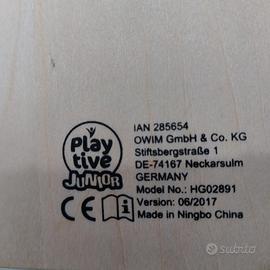 Play
tive
JUNIOR
IAN 285654
OWIM GmbH & Co. KG
Stiftsbergstraße 1
DE-74167 Neckarsulm
GERMANY
Model No.: HG02891
Version: 06/2017
Made in Ningbo China
CE
i
subito